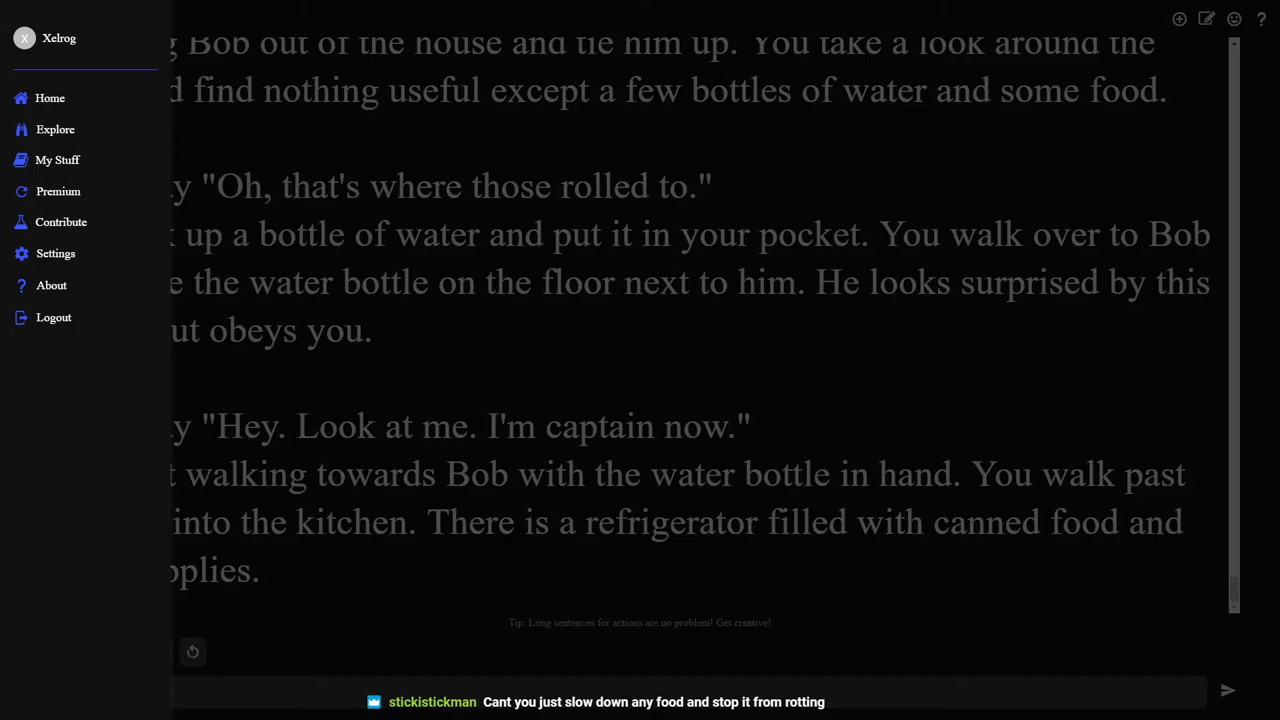 X Xelrog
Home
Explore
My Stuff
Premium
Contribute
Settings
About
Logout
Bob out of the house and tie him up. You take a look around the
d find nothing useful except a few bottles of water and some food.
y "Oh, that's where those rolled to."
k up a bottle of water and put it in your pocket. You walk over to Bob
e the water bottle on the floor next to him. He looks surprised by this
ut obeys you.
y "Hey. Look at me. I'm captain now."
t walking towards Bob with the water bottle in hand. You walk past
into the kitchen. There is a refrigerator filled with canned food and
pplies.
Tip: Long sentences for actions are no problem! Get creative!
stickistickman Cant you just slow down any food and stop it from rotting